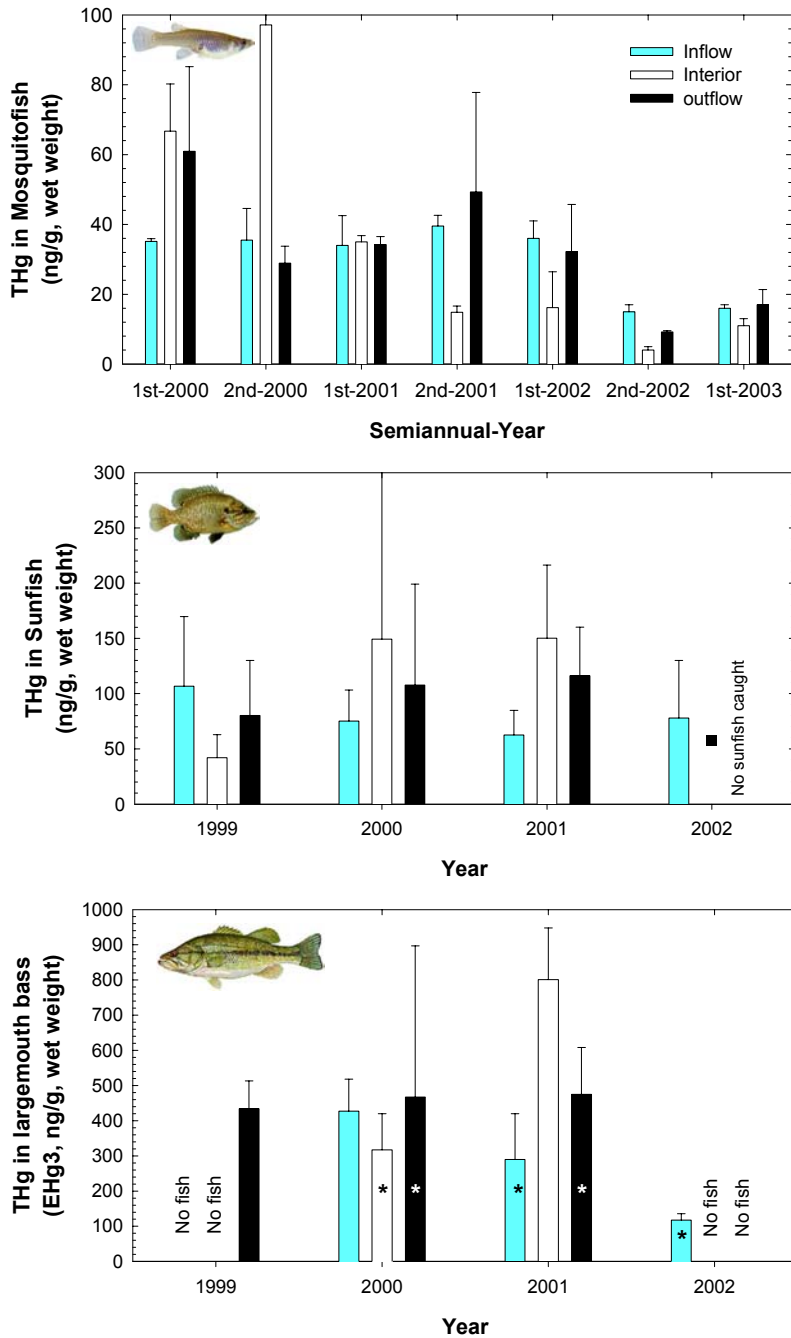 THg in Mosquitofish
(ng/g, wet weight)
100
80
60
40
20
0
Inflow
Interior
outflow
1st-2000 2nd-2000 1st-2001 2nd-2001 1st-2002 2nd-2002 1st-2003
Semiannual-Year
THg in Sunfish
(ng/g, wet weight)
300
250
200
150
100
50
0
No sunfish caught
1999 2000 2001 2002
Year
THg in largemouth bass
(EHg3, ng/g, wet weight)
1000
900
800
700
600
500
400
300
200
100
0
No fish
No fish
*
*
*
*
*
No fish
No fish
1999 2000 2001 2002
Year